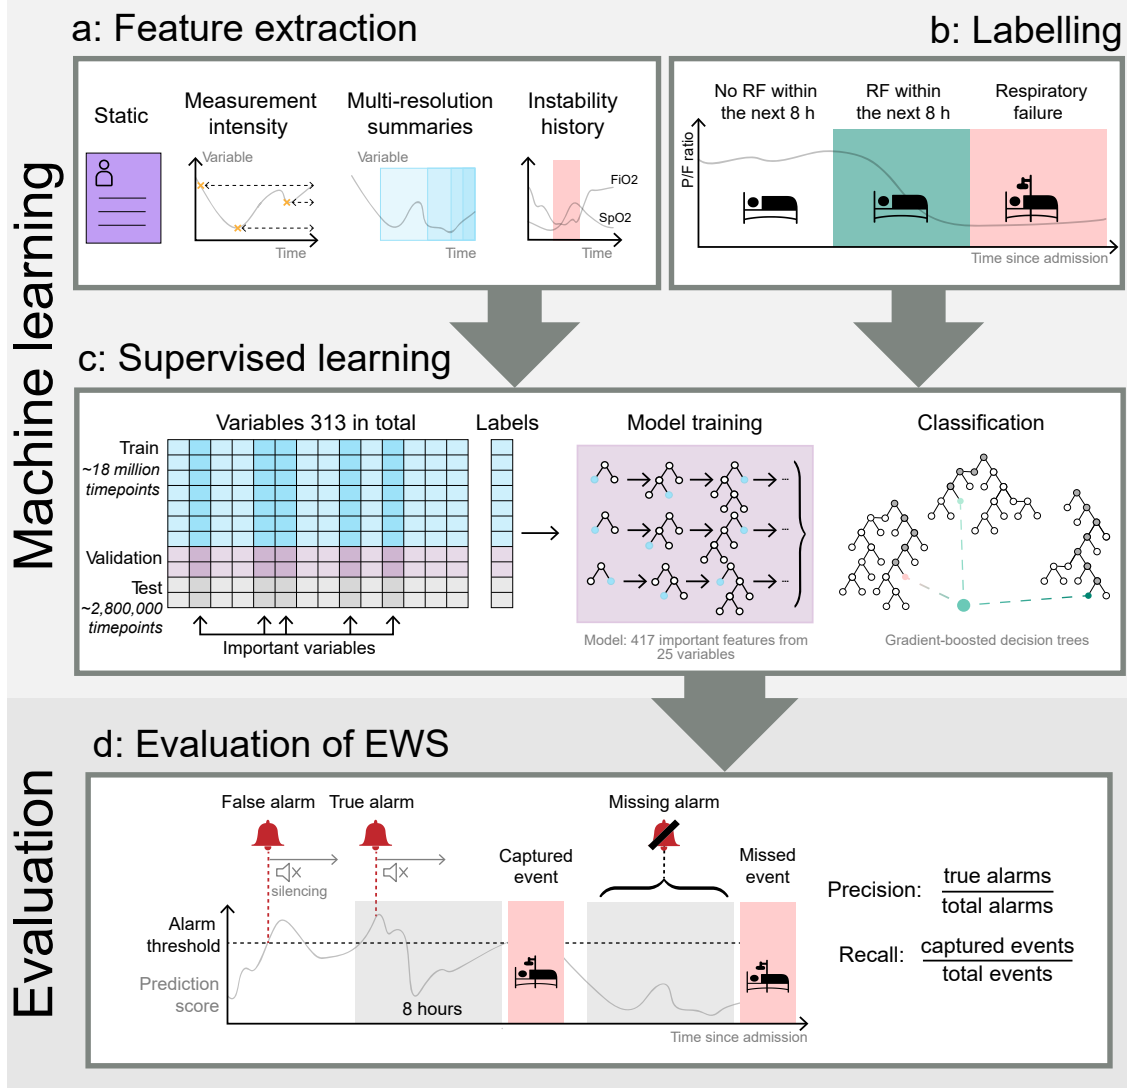 a: Feature extraction
b: Labelling
Machine learning
Static
Measurement
intensity
Variable
Time
Multi-resolution
summaries
Variable
Time
Instability
history
FiO2
SpO2
Time
No RF within
the next 8 h
RF within
the next 8 h
Respiratory
failure
P/F ratio
Time since admission
c: Supervised learning
Variables 313 in total
Labels
Train
~18 million
timepoints
Validation
Test
~2,800,000
timepoints
Important variables
Model training
...
...
...
Model: 417 important features from
25 variables
Classification
Gradient-boosted decision trees
Evaluation
d: Evaluation of EWS
False alarm
True alarm
silencing
Missing alarm
Captured
event
Missed
event
Alarm
threshold
Prediction
score
8 hours
Time since admission
Precision:
true alarms
total alarms
Recall:
captured events
total events